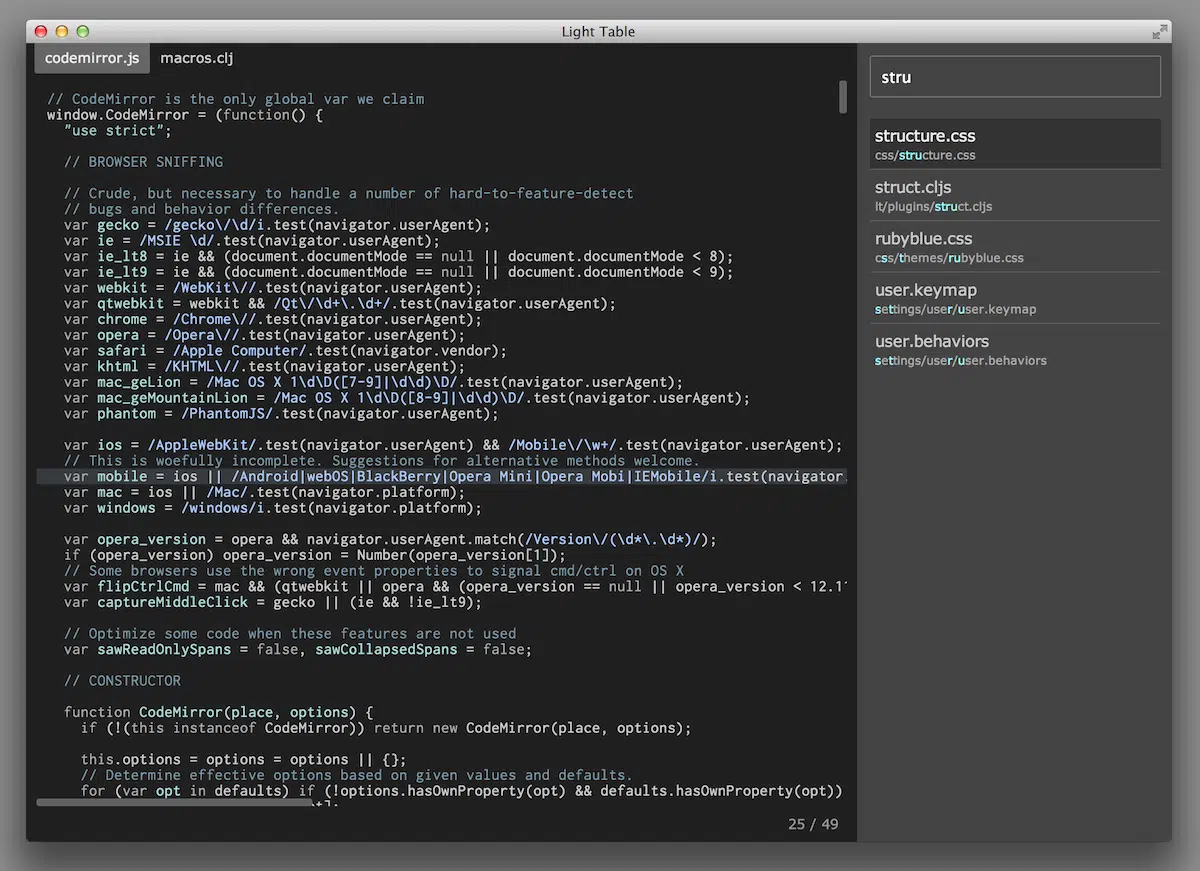 Light Table
codemirror.js macros.clj
// CodeMirror is the only global var we claim
window.CodeMirror = (function() {
"use strict";
// BROWSER SNIFFING
// Crude, but necessary to handle a number of hard-to-feature-detect
// bugs and behavior differences.
var gecko = /gecko\/\d/i.test(navigator.userAgent);
var ie = /MSIE \d/.test(navigator.userAgent);
var ie_lt8 = ie && (document.documentMode == null || document.documentMode < 8);
var ie_lt9 = ie && (document.documentMode == null || document.documentMode < 9);
var webkit = /WebKit\//.test(navigator.userAgent);
var qtwebkit = webkit && /Qt\/\d+\.\d+/.test(navigator.userAgent);
var chrome = /Chrome\//.test(navigator.userAgent);
var opera = /Opera\//.test(navigator.userAgent);
var safari = /Apple Computer/.test(navigator.vendor);
var khtml = /KHTML\//.test(navigator.userAgent);
var mac_geLion = /Mac OS X 1\d\D([7-9]|\d\d)\D/.test(navigator.userAgent);
var mac_geMountainLion = /Mac OS X 1\d\D([8-9]|\d\d)\D/.test(navigator.userAgent);
var phantom = /PhantomJS/.test(navigator.userAgent);
var ios = /AppleWebKit/.test(navigator.userAgent) && /Mobile\/\w+/.test(navigator.userAgent);
// This is woefully incomplete. Suggestions for alternative methods welcome.
var mobile = ios || /Android|webOS|BlackBerry|Opera Mini|Opera Mobi|IEMobile/i.test(navigator.
var mac = ios || /Mac/.test(navigator.platform);
var windows = /windows/i.test(navigator.platform);
var opera_version = opera && navigator.userAgent.match(/Version\/(\d*\.\d*)/);
if (opera_version) opera_version = Number(opera_version[1]);
// Some browsers use the wrong event properties to signal cmd/ctrl on OS X
var flipCtrlCmd = mac && (qtwebkit || opera && (opera_version == null || opera_version < 12.1
var captureMiddleClick = gecko || (ie && !ie_lt9);
// Optimize some code when these features are not used
var sawReadOnlySpans = false, sawCollapsedSpans = false;
// CONSTRUCTOR
function CodeMirror(place, options) {
if (!(this instanceof CodeMirror)) return new CodeMirror(place, options);
this.options = options = options || {};
// Determine effective options based on given values and defaults.
for (var opt in defaults) if (!options.hasOwnProperty(opt) && defaults.hasOwnProperty(opt))
25 / 49
stru
structure.css
css/structure.css
struct.cljs
lt/plugins/struct.cljs
rubyblue.css
css/themes/rubyblue.css
user.keymap
settings/user/user.keymap
user.behaviors
settings/user/user.behaviors